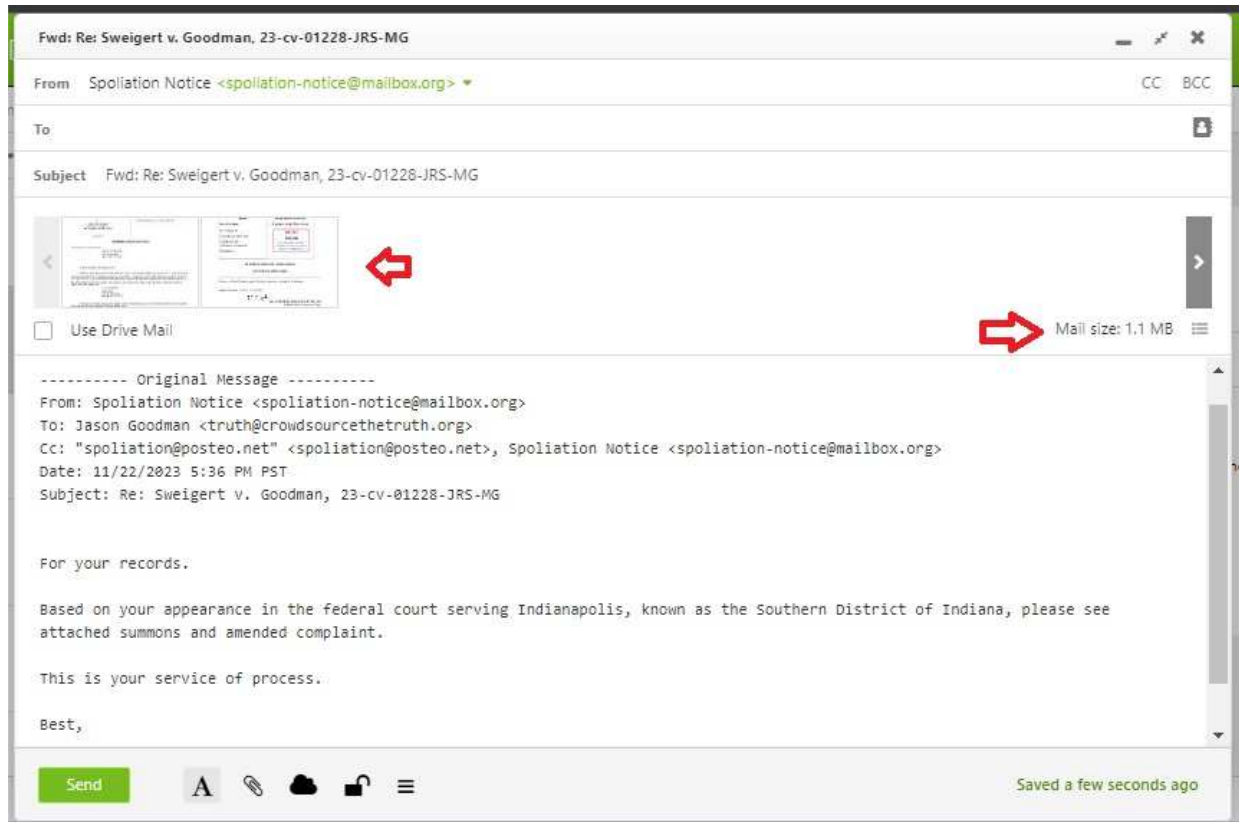 Fwd: Re: Sweigert v. Goodman, 23-cv-01228-JRS-MG
From Spoliation Notice <spoliation-notice@mailbox.org> CC BCC
To
Subject Fwd: Re: Sweigert v. Goodman, 23-cv-01228-JRS-MG
Use Drive Mail Mail size: 1.1 MB
---------- Original Message ----------
From: Spoliation Notice <spoliation-notice@mailbox.org>
To: Jason Goodman <truth@crowdsourcethetruth.org>
Cc: "spoliation@posteo.net" <spoliation@posteo.net>, Spoliation Notice <spoliation-notice@mailbox.org>
Date: 11/22/2023 5:36 PM PST
Subject: Re: Sweigert v. Goodman, 23-cv-01228-JRS-MG
For your records.
Based on your appearance in the federal court serving Indianapolis, known as the Southern District of Indiana, please see
attached summons and amended complaint.
This is your service of process.
Best,
Send A Saved a few seconds ago